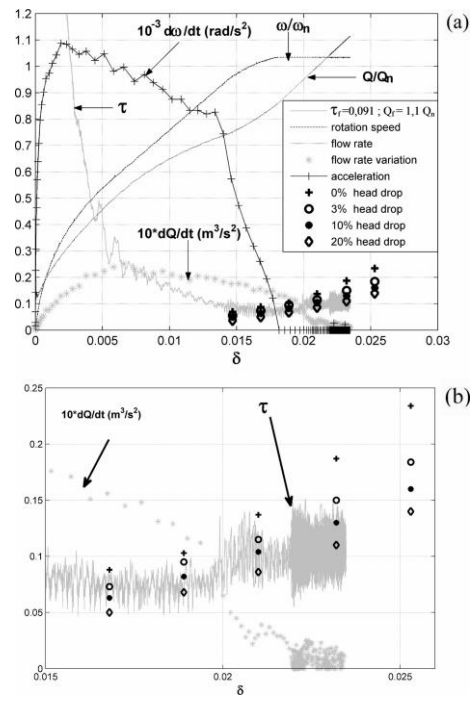 (a)
1.2
1.1
1
0.9
0.8
0.7
0.6
0.5
0.4
0.3
0.2
0.1
0
10⁻³ dω/dt (rad/s²)
ω/ωn
Q/Qn
τ
τf=0,091 ; Qf= 1,1 Qn
rotation speed
flow rate
flow rate variation
acceleration
0% head drop
3% head drop
10% head drop
20% head drop
10*dQ/dt (m³/s²)
0 0.005 0.01 0.015 0.02 0.025 0.03
δ
(b)
0.25
10*dQ/dt (m³/s²)
τ
0.2
0.15
0.1
0.05
0
0.015 0.02 0.025
δ